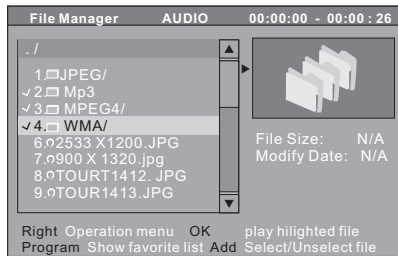 File Manager AUDIO 00:00:00 - 00:00:26
./
1. JPEG/
✓2. Mp3
✓3. MPEG4/
✓4. WMA/
6. 2533 X1200.JPG
7. 900 X 1320.jpg
8. TOURT1412. JPG
9. TOUR1413.JPG
File Size: N/A
Modify Date: N/A
Right Operation menu OK play hilighted file
Program Show favorite list Add Select/Unselect file